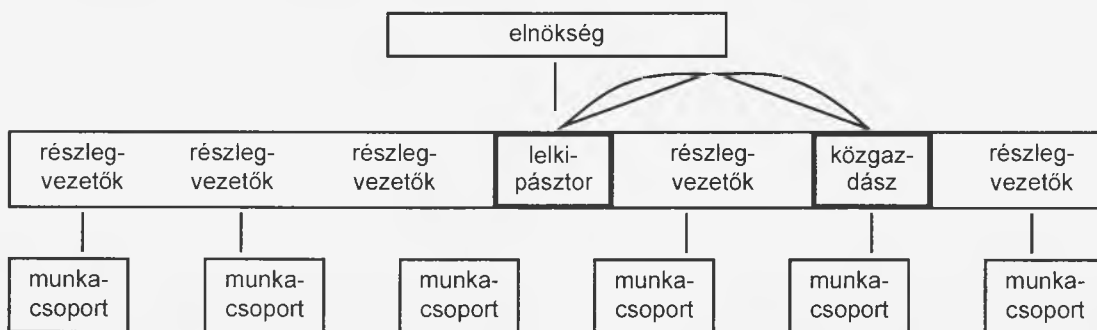 elnökség
részleg- részleg- részleg- lelki- részleg- közgaz- részleg-
vezetők vezetők vezetők pásztor vezetők dász vezetők
munka- munka- munka- munka- munka- munka-
csoport csoport csoport csoport csoport csoport